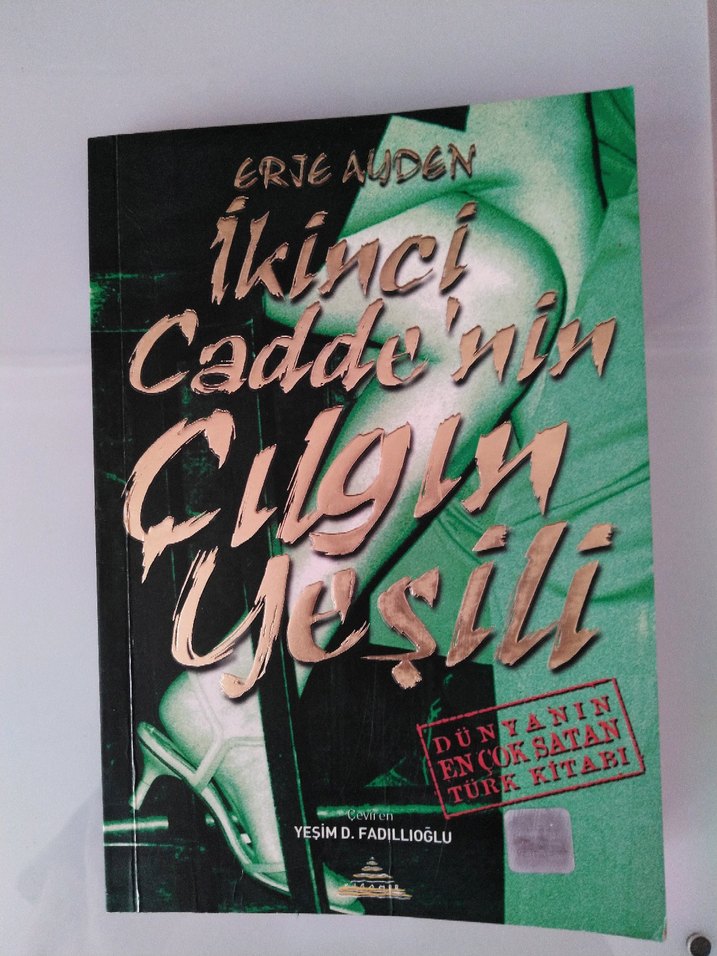 ERJE AYDEN
İkinci
Cadde'nin
Çılgın
Yeşili
DÜNYANIN
EN ÇOK SATAN
TÜRK KİTABI
Çeviren
YEŞİM D. FADILLIOĞLU